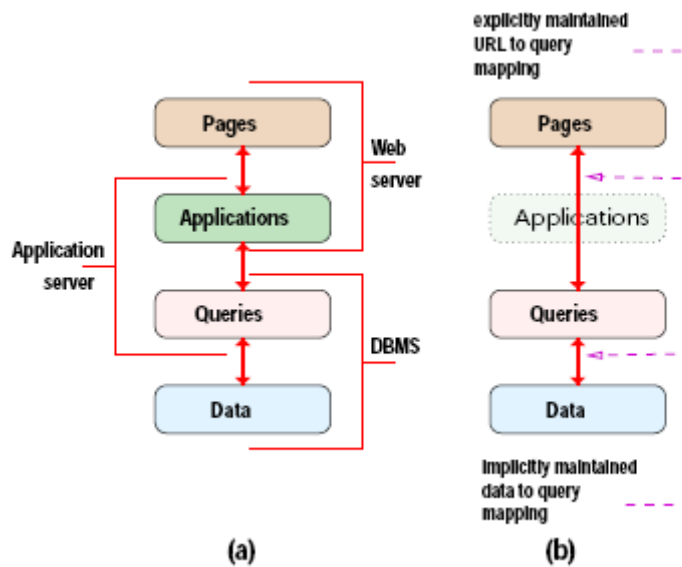 Pages
Applications
Queries
Data
Web
server
Application
server
DBMS
(a)
explicitly maintained
URL to query
mapping
Pages
Applications
Queries
Data
implicitly maintained
data to query
mapping
(b)